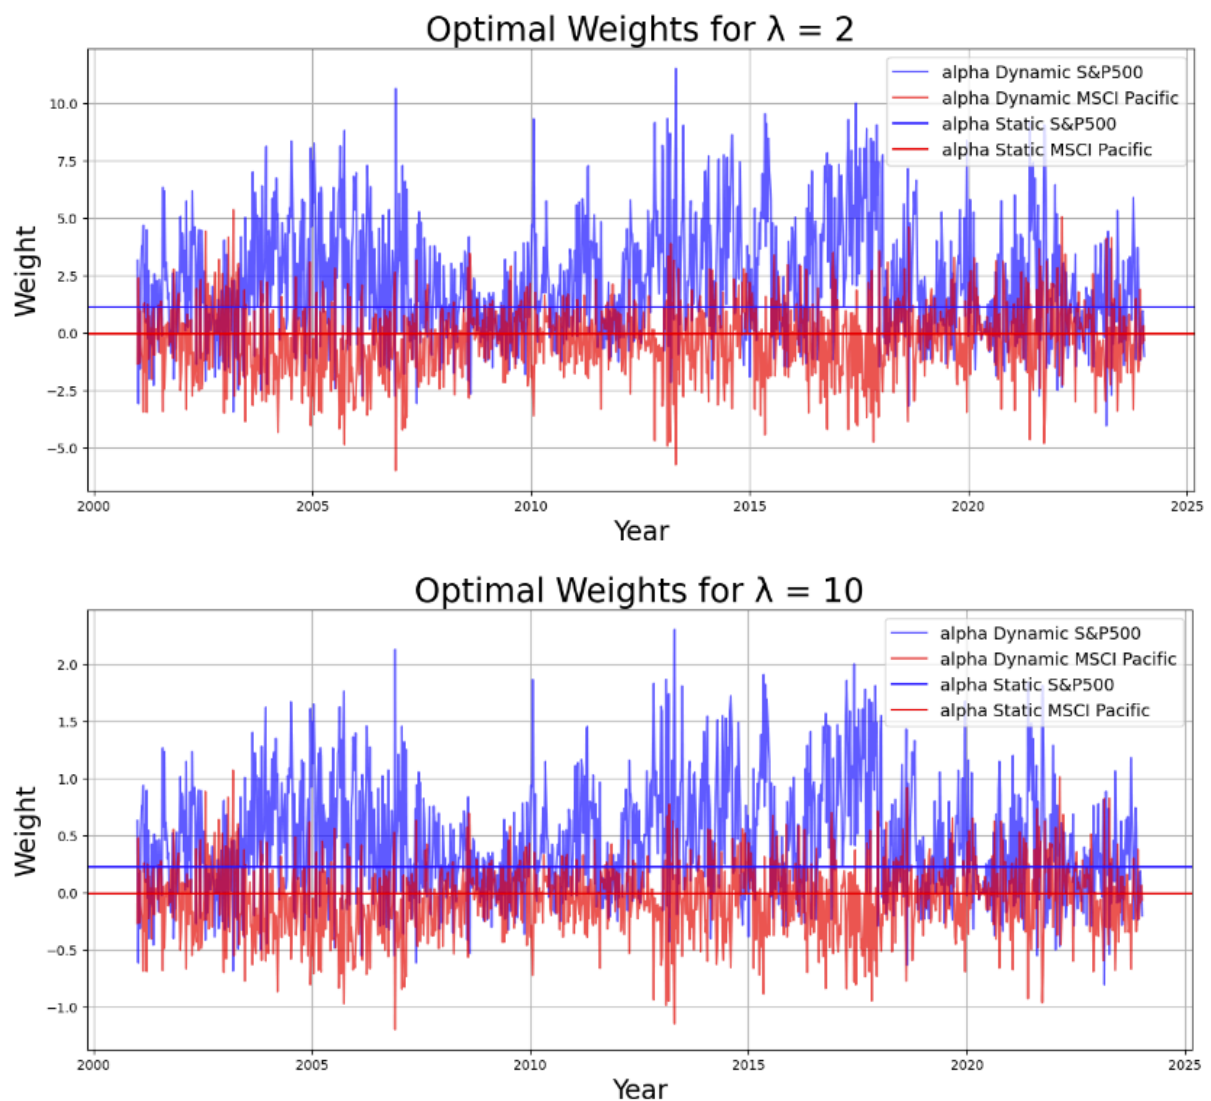 Optimal Weights for λ = 2
alpha Dynamic S&P500
alpha Dynamic MSCI Pacific
alpha Static S&P500
alpha Static MSCI Pacific
Weight
10.0
7.5
5.0
2.5
0.0
−2.5
−5.0
2000 2005 2010 2015 2020 2025
Year
Optimal Weights for λ = 10
alpha Dynamic S&P500
alpha Dynamic MSCI Pacific
alpha Static S&P500
alpha Static MSCI Pacific
Weight
2.0
1.5
1.0
0.5
0.0
−0.5
−1.0
2000 2005 2010 2015 2020 2025
Year